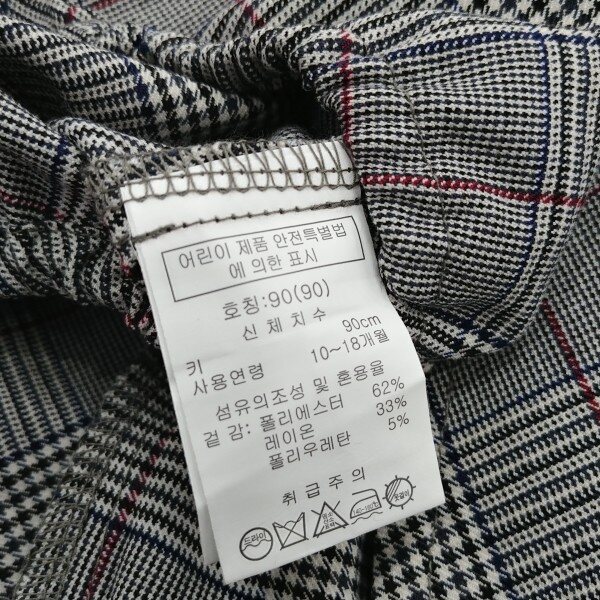 어린이 제품 안전특별법
에 의한 표시
호칭:90(90)
신체치수
키 90cm
사용연령 10~18개월
섬유의조성 및 혼용율
겉감: 폴리에스터 62%
레이온 33%
폴리우레탄 5%
취급주의
드라이